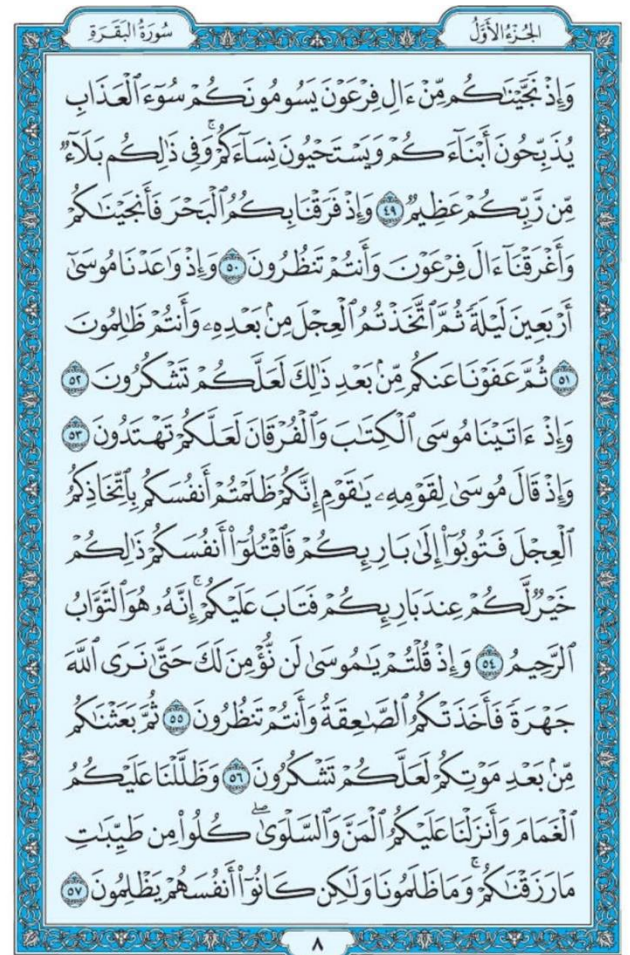 الجُزْءُ الأَوَّلُ
سُورَةُ البَقَرَةِ
وَإِذْ نَجَّيْنَٰكُم مِّنْ ءَالِ فِرْعَوْنَ يَسُومُونَكُمْ سُوٓءَ ٱلْعَذَابِ
يُذَبِّحُونَ أَبْنَآءَكُمْ وَيَسْتَحْيُونَ نِسَآءَكُمْ ۚ وَفِى ذَٰلِكُم بَلَآءٌ
مِّن رَّبِّكُمْ عَظِيمٌ ٤٩ وَإِذْ فَرَقْنَا بِكُمُ ٱلْبَحْرَ فَأَنجَيْنَٰكُمْ
وَأَغْرَقْنَآ ءَالَ فِرْعَوْنَ وَأَنتُمْ تَنظُرُونَ ٥٠ وَإِذْ وَٰعَدْنَا مُوسَىٰٓ
أَرْبَعِينَ لَيْلَةً ثُمَّ ٱتَّخَذْتُمُ ٱلْعِجْلَ مِنۢ بَعْدِهِۦ وَأَنتُمْ ظَٰلِمُونَ
٥١ ثُمَّ عَفَوْنَا عَنكُم مِّنۢ بَعْدِ ذَٰلِكَ لَعَلَّكُمْ تَشْكُرُونَ ٥٢
وَإِذْ ءَاتَيْنَا مُوسَى ٱلْكِتَٰبَ وَٱلْفُرْقَانَ لَعَلَّكُمْ تَهْتَدُونَ ٥٣
وَإِذْ قَالَ مُوسَىٰ لِقَوْمِهِۦ يَٰقَوْمِ إِنَّكُمْ ظَلَمْتُمْ أَنفُسَكُم بِٱتِّخَاذِكُمُ
ٱلْعِجْلَ فَتُوبُوٓا۟ إِلَىٰ بَارِئِكُمْ فَٱقْتُلُوٓا۟ أَنفُسَكُمْ ذَٰلِكُمْ
خَيْرٌ لَّكُمْ عِندَ بَارِئِكُمْ فَتَابَ عَلَيْكُمْ ۚ إِنَّهُۥ هُوَ ٱلتَّوَّابُ
ٱلرَّحِيمُ ٥٤ وَإِذْ قُلْتُمْ يَٰمُوسَىٰ لَن نُّؤْمِنَ لَكَ حَتَّىٰ نَرَى ٱللَّهَ
جَهْرَةً فَأَخَذَتْكُمُ ٱلصَّٰعِقَةُ وَأَنتُمْ تَنظُرُونَ ٥٥ ثُمَّ بَعَثْنَٰكُم
مِّنۢ بَعْدِ مَوْتِكُمْ لَعَلَّكُمْ تَشْكُرُونَ ٥٦ وَظَلَّلْنَا عَلَيْكُمُ
ٱلْغَمَامَ وَأَنزَلْنَا عَلَيْكُمُ ٱلْمَنَّ وَٱلسَّلْوَىٰ ۖ كُلُوا۟ مِن طَيِّبَٰتِ
مَا رَزَقْنَٰكُمْ ۚ وَمَا ظَلَمُونَا وَلَٰكِن كَانُوٓا۟ أَنفُسَهُمْ يَظْلِمُونَ ٥٧
٨